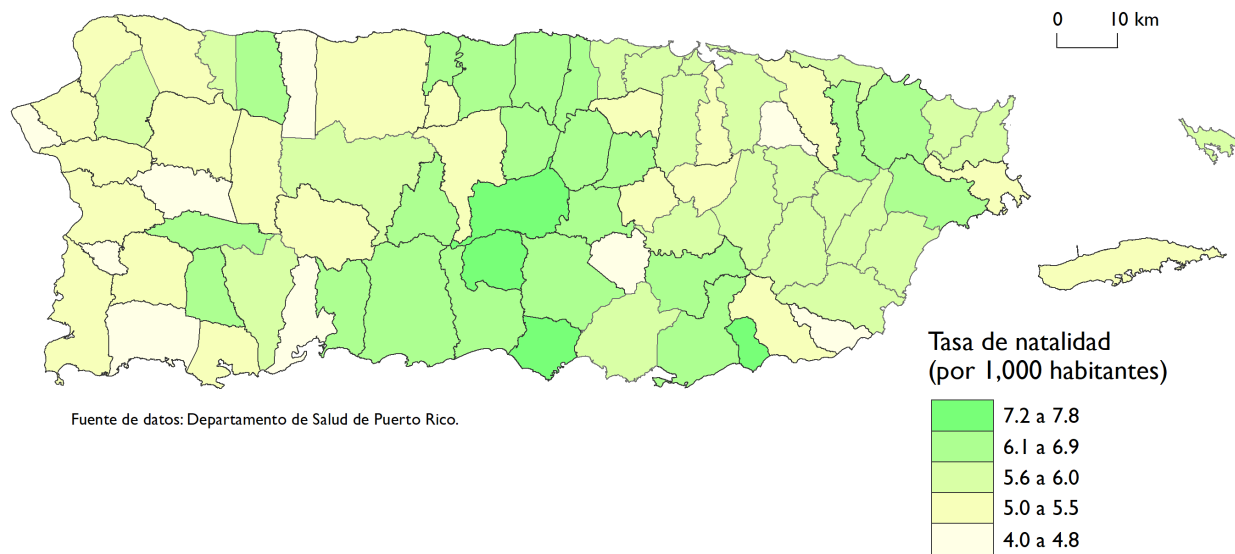 0 10 km
Tasa de natalidad
(por 1,000 habitantes)
7.2 a 7.8
6.1 a 6.9
5.6 a 6.0
5.0 a 5.5
4.0 a 4.8
Fuente de datos: Departamento de Salud de Puerto Rico.